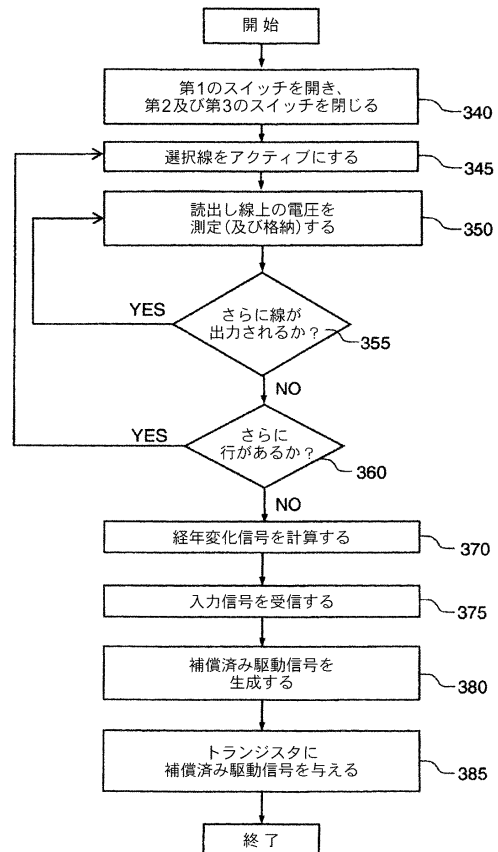 開 始
第1のスイッチを開き、
第2及び第3のスイッチを閉じる
340
選択線をアクティブにする
345
読出し線上の電圧を
測定(及び格納)する
350
YES
さらに線が
出力されるか?
355
NO
YES
さらに
行があるか?
360
NO
経年変化信号を計算する
370
入力信号を受信する
375
補償済み駆動信号を
生成する
380
トランジスタに
補償済み駆動信号を与える
385
終 了